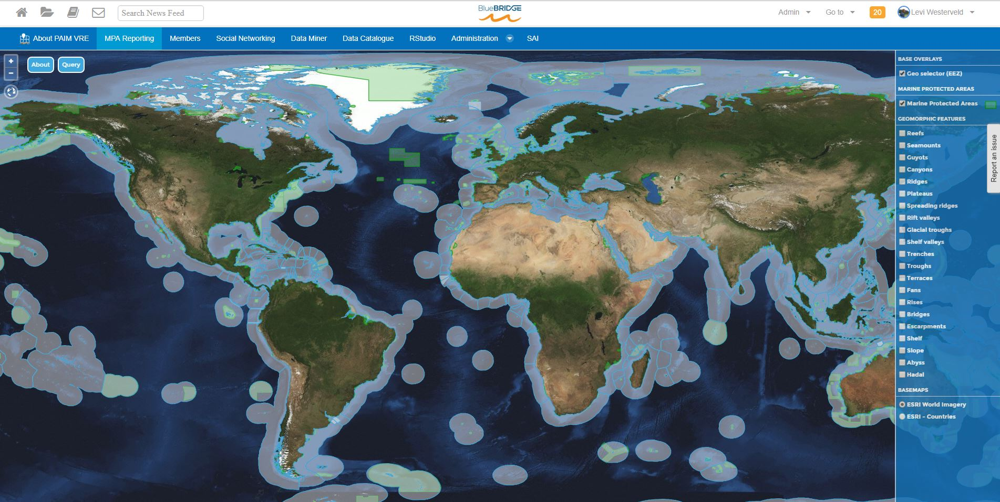 Search News Feed
BlueBRIDGE
Admin
Go to
20
Levi Westerveld
About PAIM VRE
MPA Reporting
Members
Social Networking
Data Miner
Data Catalogue
RStudio
Administration
SAI
+
−
About
Query
BASE OVERLAYS
Geo selector (EEZ)
MARINE PROTECTED AREAS
Marine Protected Areas
GEOMORPHIC FEATURES
Reefs
Seamounts
Guyots
Canyons
Ridges
Plateaus
Spreading ridges
Rift valleys
Glacial troughs
Shelf valleys
Trenches
Troughs
Terraces
Fans
Rises
Bridges
Escarpments
Shelf
Slope
Abyss
Hadal
BASEMAPS
ESRI World Imagery
ESRI - Countries
Report an issue